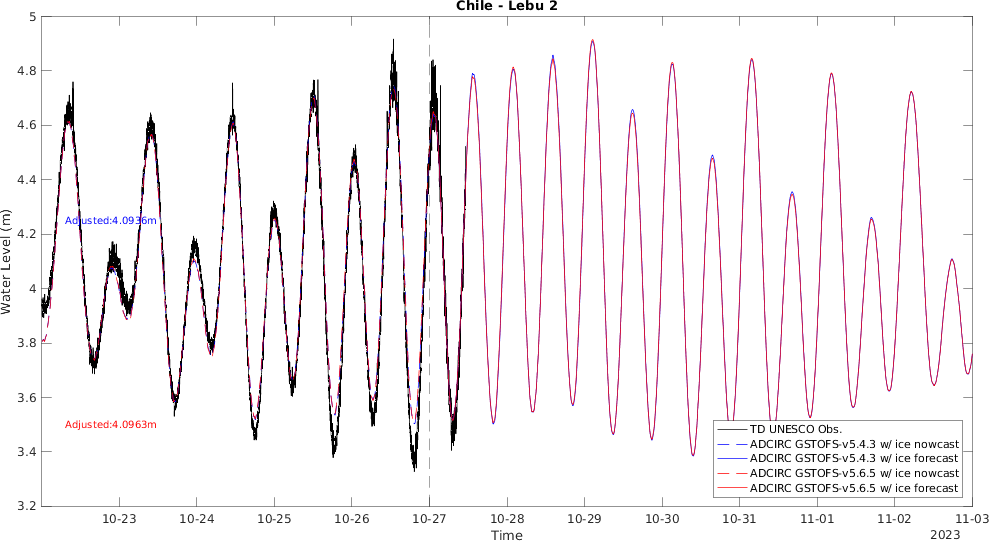 Chile - Lebu 2
5
4.8
4.6
4.4
4.2
4
3.8
3.6
3.4
3.2
Water Level (m)
Adjusted:4.0936m
Adjusted:4.0963m
TD UNESCO Obs.
ADCIRC GSTOFS-v5.4.3 w/ ice nowcast
ADCIRC GSTOFS-v5.4.3 w/ ice forecast
ADCIRC GSTOFS-v5.6.5 w/ ice nowcast
ADCIRC GSTOFS-v5.6.5 w/ ice forecast
10-23 10-24 10-25 10-26 10-27 10-28 10-29 10-30 10-31 11-01 11-02 11-03
Time
2023